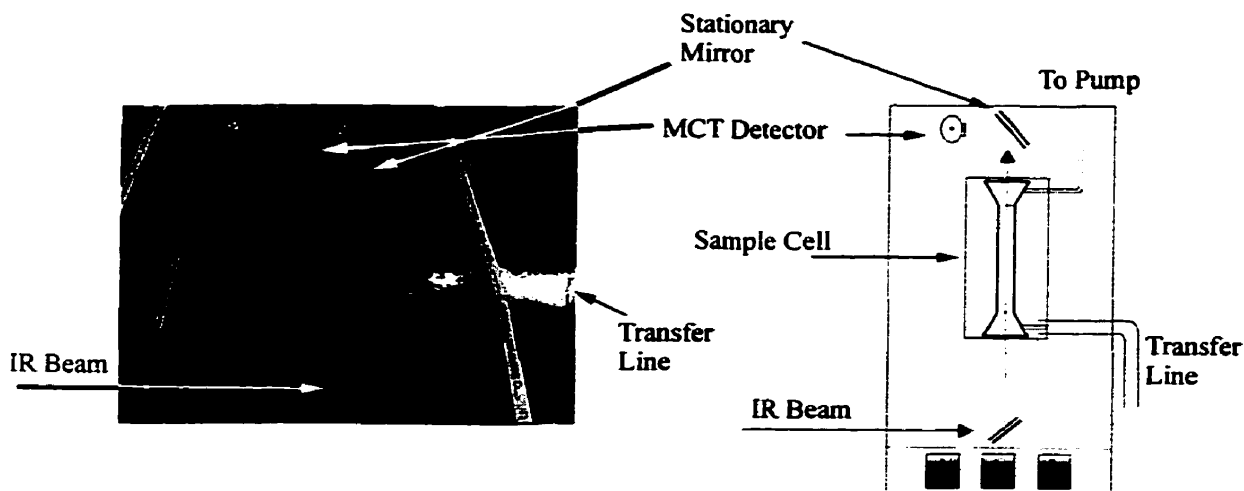 Stationary
Mirror
To Pump
MCT Detector
Sample Cell
Transfer
Line
Transfer
Line
IR Beam
IR Beam